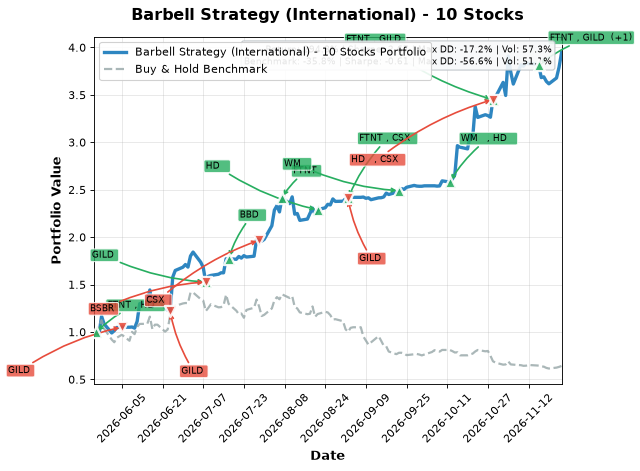 Barbell Strategy (International) - 10 Stocks
FTNT , GILD
FTNT , GILD (+1)
Barbell Strategy (International) - 10 Stocks Portfolio
Buy & Hold Benchmark
x DD: -17.2% | Vol: 57.3%
Benchmark: -35.8% | Sharpe: -0.61 | Max DD: -56.6% | Vol: 51.1%
4.0
3.5
3.0
2.5
2.0
1.5
1.0
0.5
Portfolio Value
FTNT , CSX
WM , HD
HD , CSX
HD
WM
FTNT
BBD
GILD
GILD
CSX
BSBR
GILD
GILD
2026-06-05
2026-06-21
2026-07-07
2026-07-23
2026-08-08
2026-08-24
2026-09-09
2026-09-25
2026-10-11
2026-10-27
2026-11-12
Date